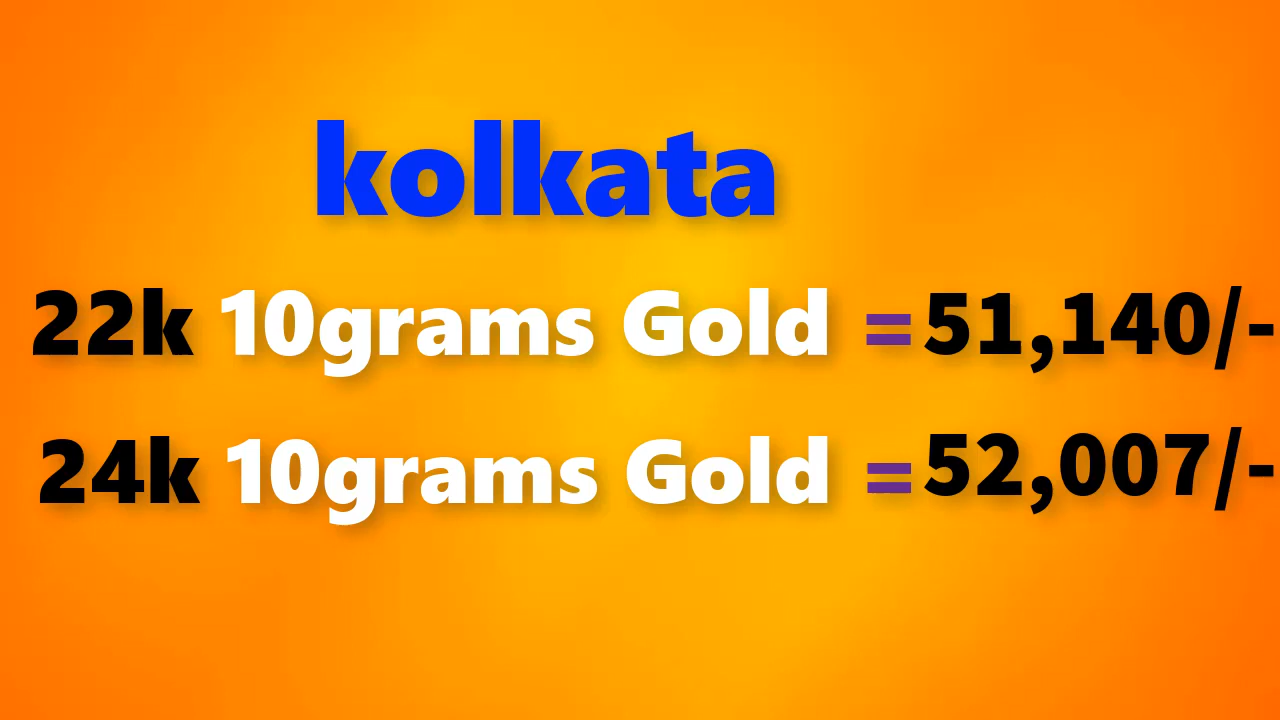 kolkata
22k 10grams Gold = 51,140/-
24k 10grams Gold = 52,007/-